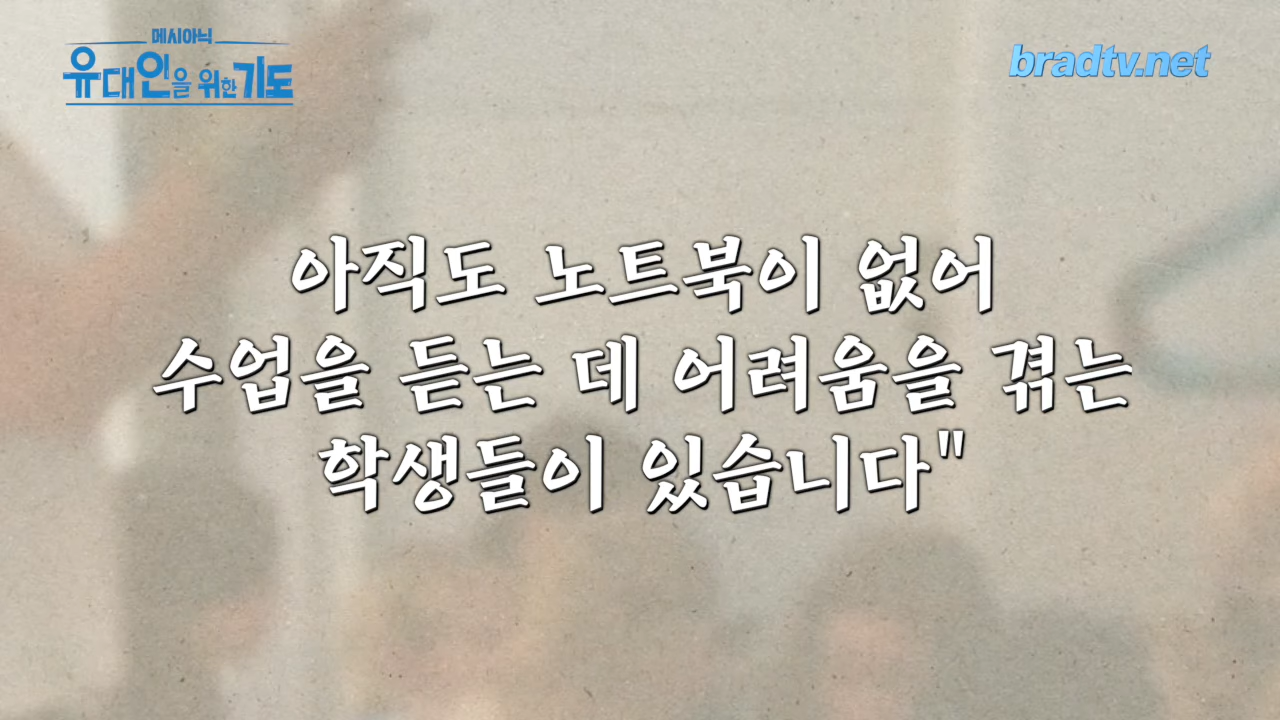 메시아닉
유대인을 위한 기도
bradtv.net
아직도 노트북이 없어
수업을 듣는 데 어려움을 겪는
학생들이 있습니다"